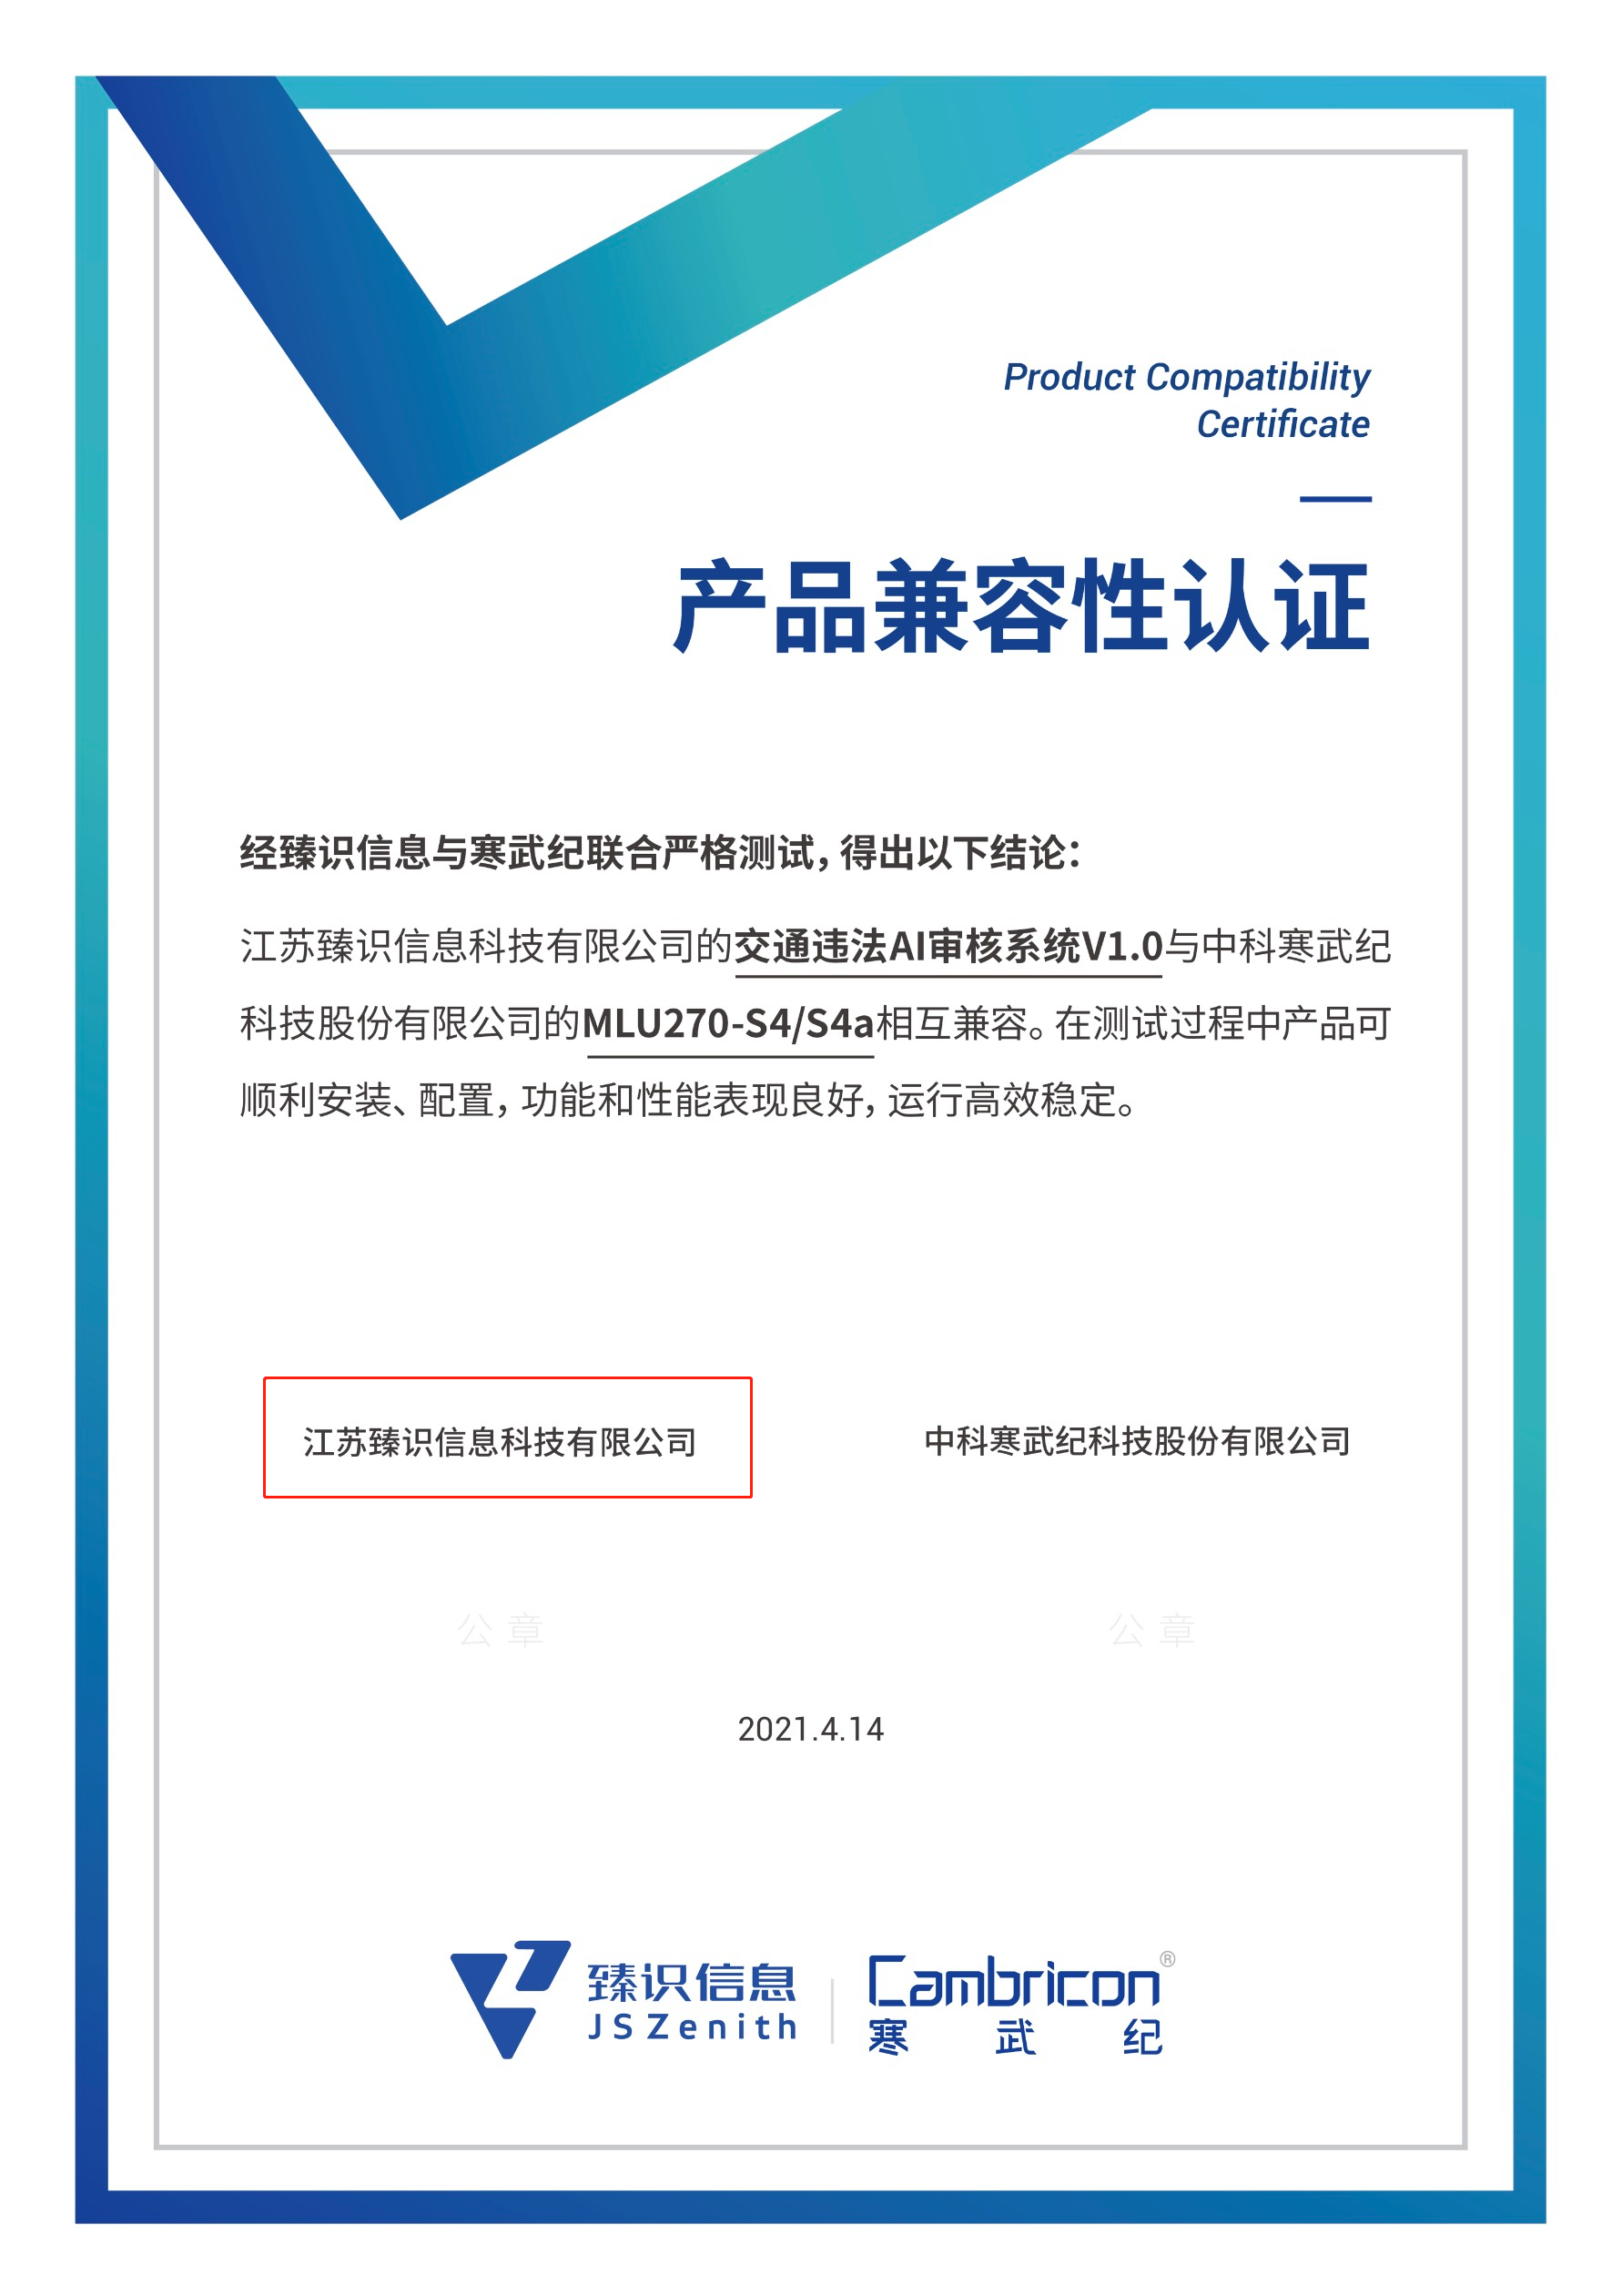 Product Compatibility
Certificate
产品兼容性认证
经臻识信息与寒武纪联合严格测试，得出以下结论：
江苏臻识信息科技有限公司的交通违法AI审核系统V1.0与中科寒武纪
科技股份有限公司的MLU270-S4/S4a相互兼容。在测试过程中产品可
顺利安装、配置，功能和性能表现良好，运行高效稳定。
江苏臻识信息科技有限公司 中科寒武纪科技股份有限公司
公章 公章
2021.4.14
臻识信息 Cambricon®
JSZenith 寒武纪